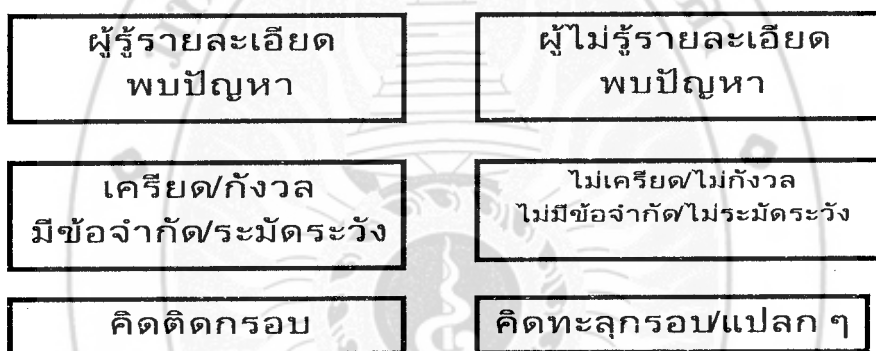 ผู้รู้รายละเอียด
พบปัญหา
ผู้ไม่รู้รายละเอียด
พบปัญหา
เครียด/กังวล
มีข้อจำกัด/ระมัดระวัง
ไม่เครียด/ไม่กังวล
ไม่มีข้อจำกัด/ไม่ระมัดระวัง
คิดติดกรอบ
คิดทะลุกรอบ/แปลก ๆ